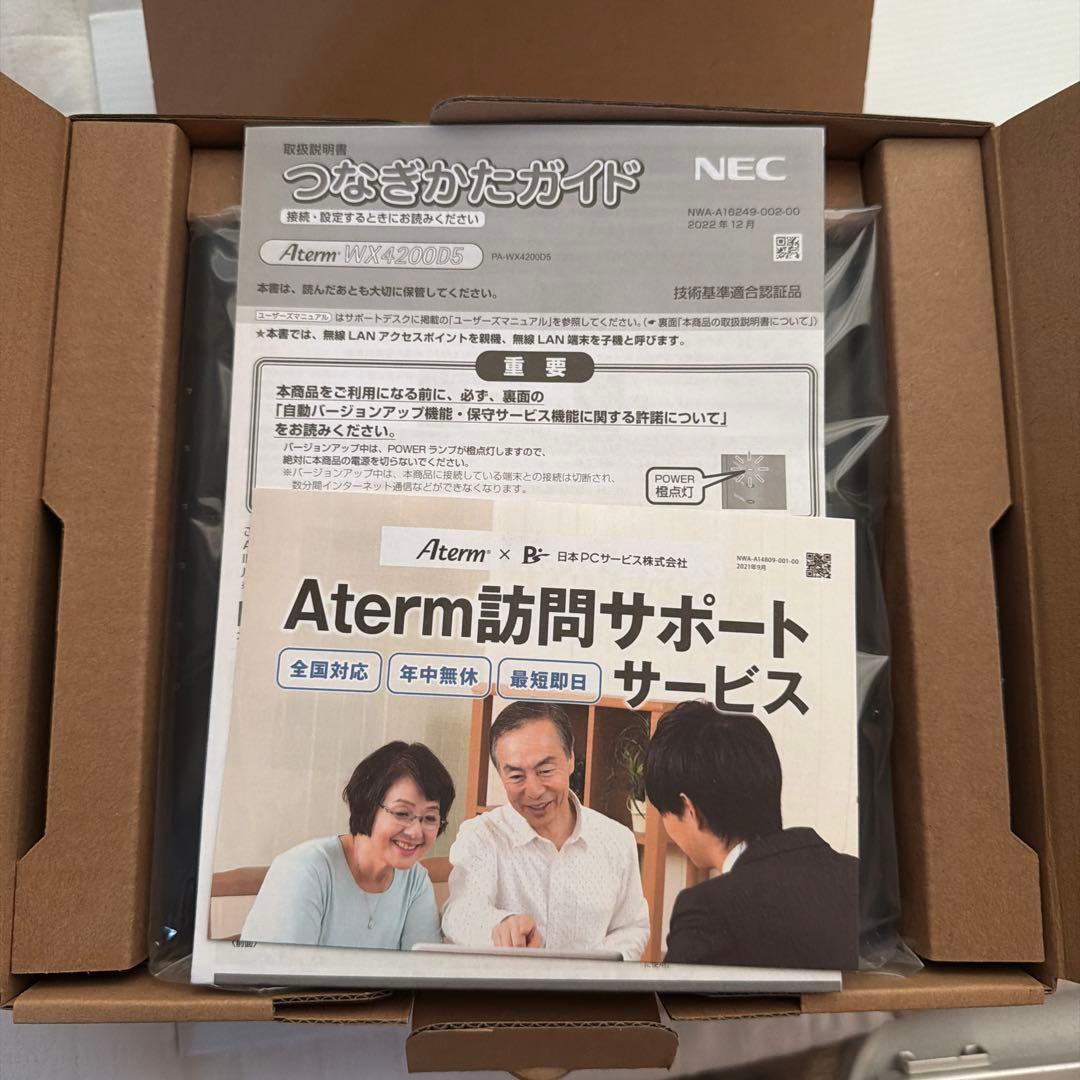 取扱説明書
つなぎかたガイド
NEC
接続・設定するときにお読みください
NWA-A16249-002-00
2022年12月
Aterm WX4200D5
PA-WX4200D5
本書は、読んだあとも大切に保管してください。
技術基準適合認証品
ユーザーズマニュアル はサポートデスクに掲載の「ユーザーズマニュアル」を参照してください。(☛裏面「本商品の取扱説明書について」)
★本書では、無線LANアクセスポイントを親機、無線LAN端末を子機と呼びます。
重要
本商品をご利用になる前に、必ず、裏面の
「自動バージョンアップ機能・保守サービス機能に関する許諾について」
をお読みください。
バージョンアップ中は、POWERランプが橙点灯しますので、
絶対に本商品の電源を切らないでください。
※バージョンアップ中は、本商品に接続している端末との接続は切断され、
数分間インターネット通信などができなくなります。
POWER
橙点灯
Aterm × 日本PCサービス株式会社
NWA-A14809-001-00
2021年9月
Aterm訪問サポート
サービス
全国対応 年中無休 最短即日
(前面)